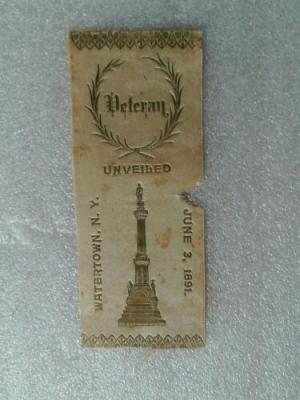 Veteran
UNVEILED
WATERTOWN, N. Y.
JUNE 3, 1891.